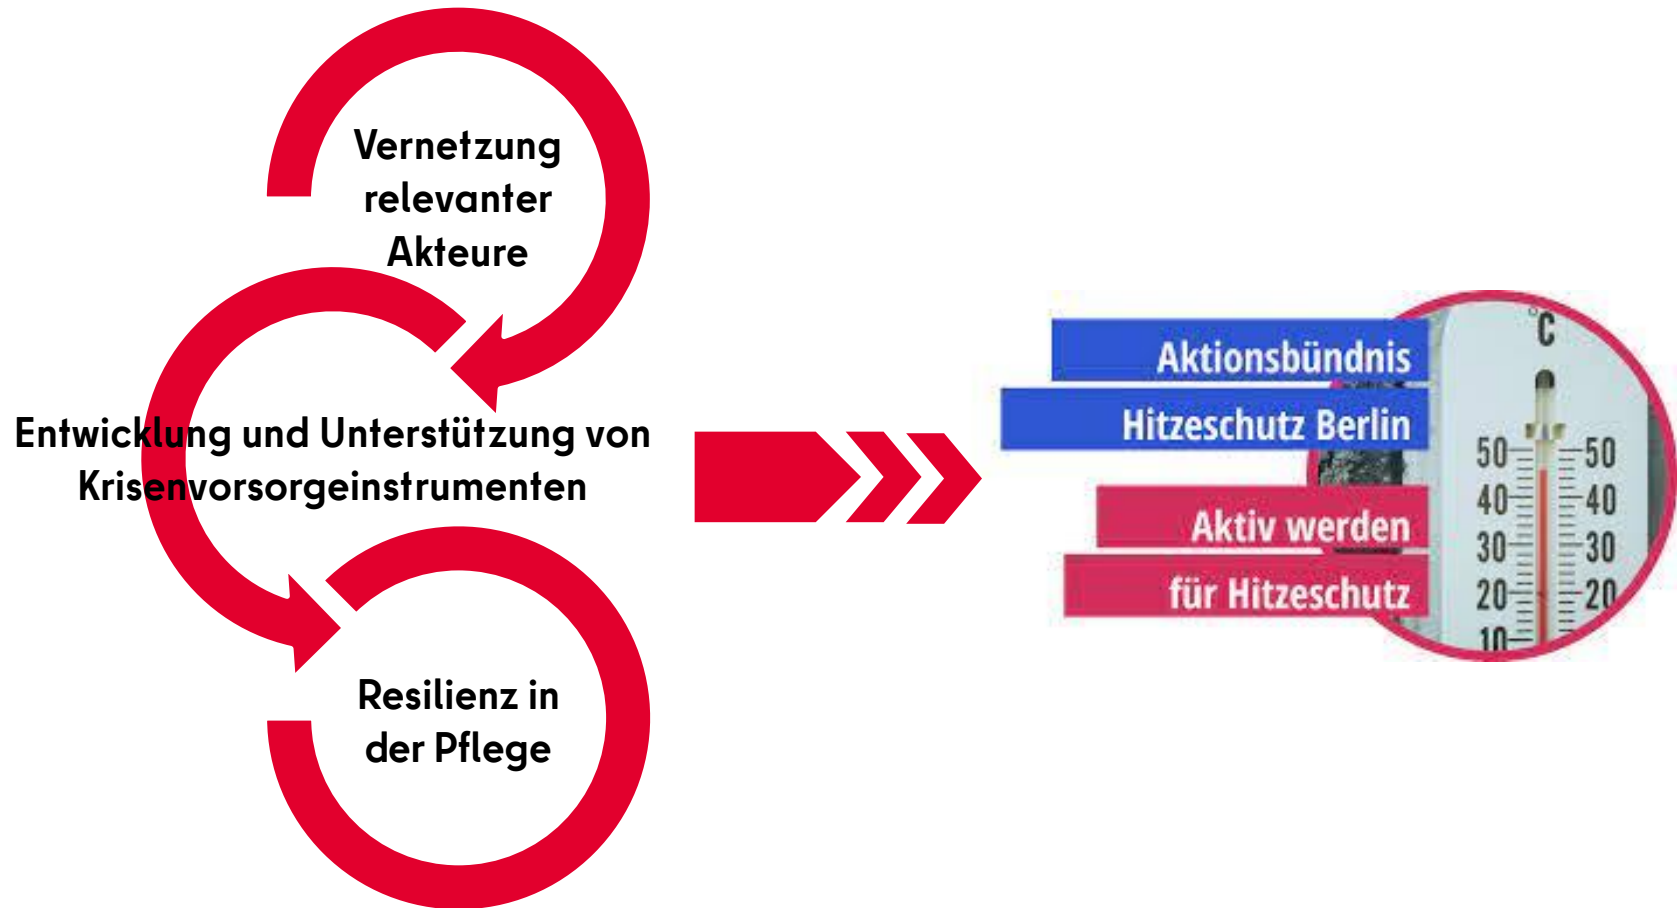 Vernetzung
relevanter
Akteure
Entwicklung und Unterstützung von
Krisenvorsorgeinstrumenten
Resilienz in
der Pflege
Aktionsbündnis
Hitzeschutz Berlin
Aktiv werden
für Hitzeschutz
°C
50 50
40 40
30 30
20 20
10